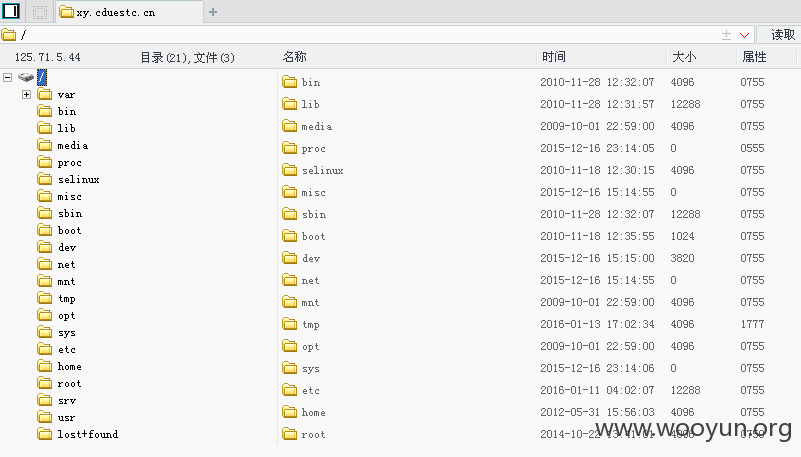 xy.cduestc.cn
/
读取
125.71.5.44 目录(21),文件(3) 名称 时间 大小 属性
/
var
bin
lib
media
proc
selinux
misc
sbin
boot
dev
net
mnt
tmp
opt
sys
etc
home
root
srv
usr
lost+found
bin 2010-11-28 12:32:07 4096 0755
lib 2010-11-28 12:31:57 12288 0755
media 2009-10-01 22:59:00 4096 0755
proc 2015-12-16 23:14:05 0 0555
selinux 2010-11-18 12:30:15 4096 0755
misc 2015-12-16 15:14:55 0 0755
sbin 2010-11-28 12:32:07 12288 0755
boot 2010-11-18 12:35:55 1024 0755
dev 2015-12-16 15:15:00 3820 0755
net 2015-12-16 15:14:55 0 0755
mnt 2009-10-01 22:59:00 4096 0755
tmp 2016-01-13 17:02:34 4096 1777
opt 2009-10-01 22:59:00 4096 0755
sys 2015-12-16 23:14:06 0 0755
etc 2016-01-11 04:02:07 12288 0755
home 2012-05-31 15:56:03 4096 0755
root 2014-10-22
www.wooyun.org